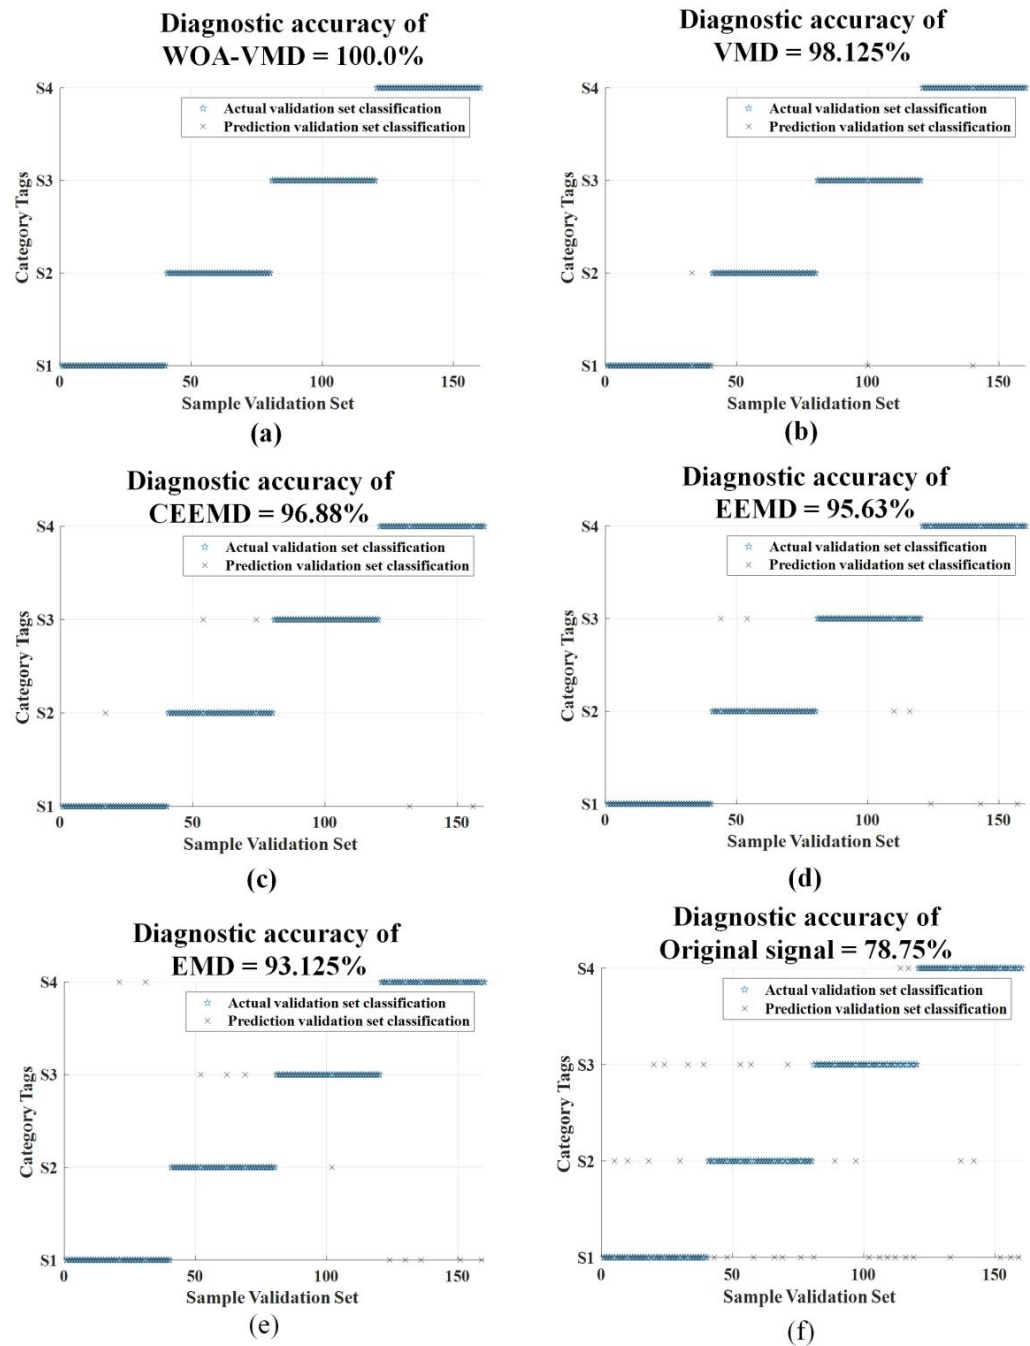 Diagnostic accuracy of
WOA-VMD = 100.0%
S4
Actual validation set classification
Prediction validation set classification
S3
Category Tags
S2
S1
0 50 100 150
Sample Validation Set
(a)
Diagnostic accuracy of
VMD = 98.125%
S4
Actual validation set classification
Prediction validation set classification
S3
Category Tags
S2
S1
0 50 100 150
Sample Validation Set
(b)
Diagnostic accuracy of
CEEMD = 96.88%
S4
Actual validation set classification
Prediction validation set classification
S3
Category Tags
S2
S1
0 50 100 150
Sample Validation Set
(c)
Diagnostic accuracy of
EEMD = 95.63%
S4
Actual validation set classification
Prediction validation set classification
S3
Category Tags
S2
S1
0 50 100 150
Sample Validation Set
(d)
Diagnostic accuracy of
EMD = 93.125%
S4
Actual validation set classification
Prediction validation set classification
S3
Category Tags
S2
S1
0 50 100 150
Sample Validation Set
(e)
Diagnostic accuracy of
Original signal = 78.75%
S4
Actual validation set classification
Prediction validation set classification
S3
Category Tags
S2
S1
0 50 100 150
Sample Validation Set
(f)